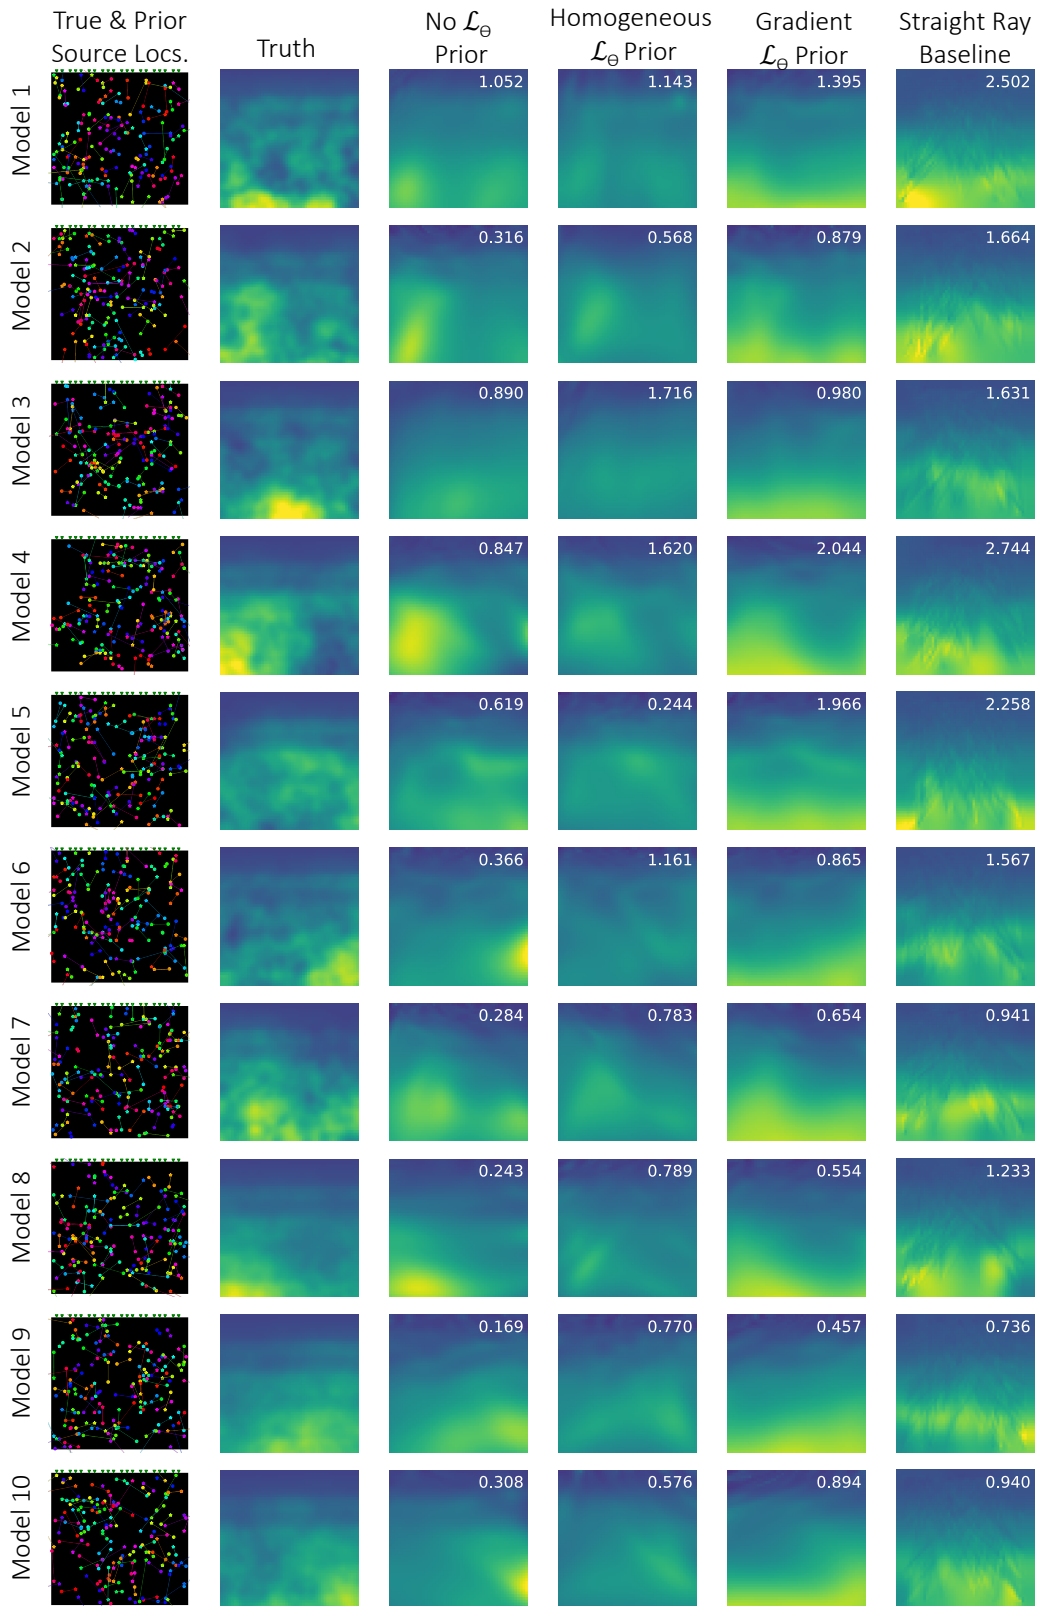 True & Prior
Source Locs.
Truth
No ℒ_Θ
Prior
Homogeneous
ℒ_Θ Prior
Gradient
ℒ_Θ Prior
Straight Ray
Baseline
Model 1
1.052
1.143
1.395
2.502
Model 2
0.316
0.568
0.879
1.664
Model 3
0.890
1.716
0.980
1.631
Model 4
0.847
1.620
2.044
2.744
Model 5
0.619
0.244
1.966
2.258
Model 6
0.366
1.161
0.865
1.567
Model 7
0.284
0.783
0.654
0.941
Model 8
0.243
0.789
0.554
1.233
Model 9
0.169
0.770
0.457
0.736
Model 10
0.308
0.576
0.894
0.940